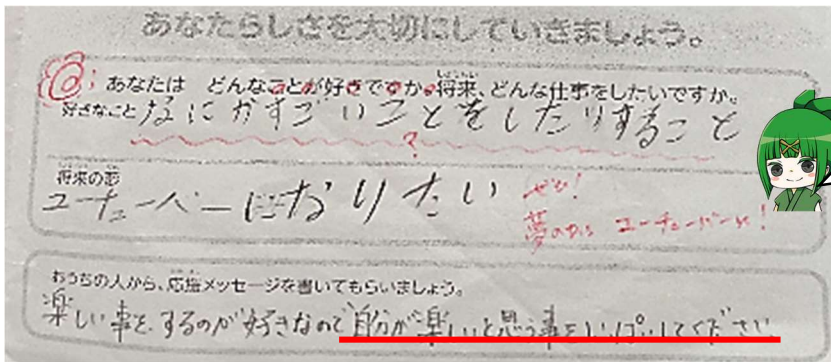 あなたらしさを大切にしていきましょう。
あなたは どんなことが好きですか。将来、どんな仕事をしたいですか。
好きなこと なにかすごいことをしたりすること
?
将来の夢
ユーチューバーになりたい
ぜひ!
夢の ユーチューバーに!
おうちの人から、応援メッセージを書いてもらいましょう。
楽しい事をするのが好きなので自分が楽しいと思う事をいっぱいしてください